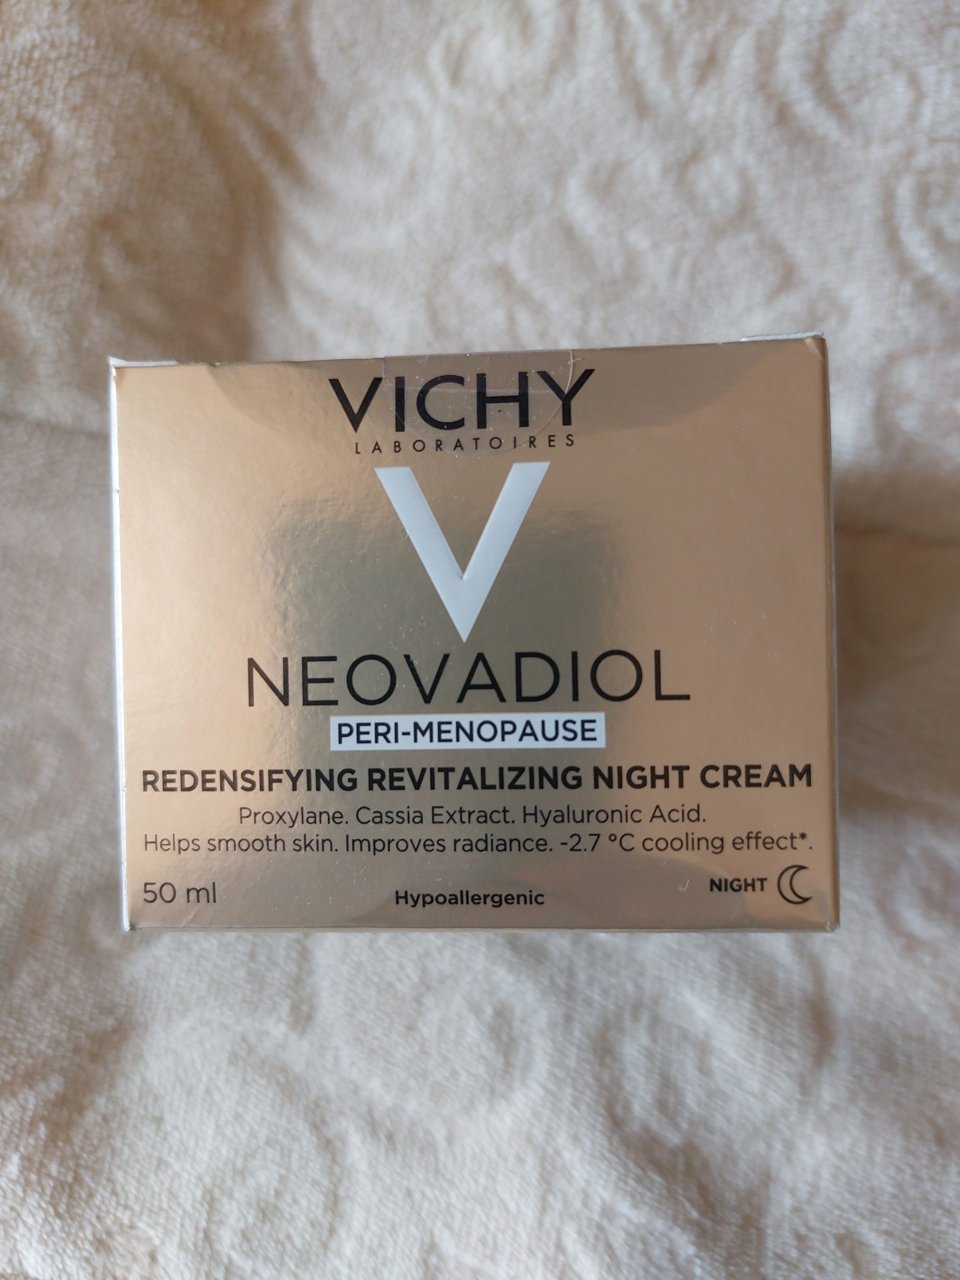 VICHY
LABORATOIRES
V
NEOVADIOL
PERI-MENOPAUSE
REDENSIFYING REVITALIZING NIGHT CREAM
Proxylane. Cassia Extract. Hyaluronic Acid.
Helps smooth skin. Improves radiance. -2.7 °C cooling effect*.
50 ml
Hypoallergenic
NIGHT